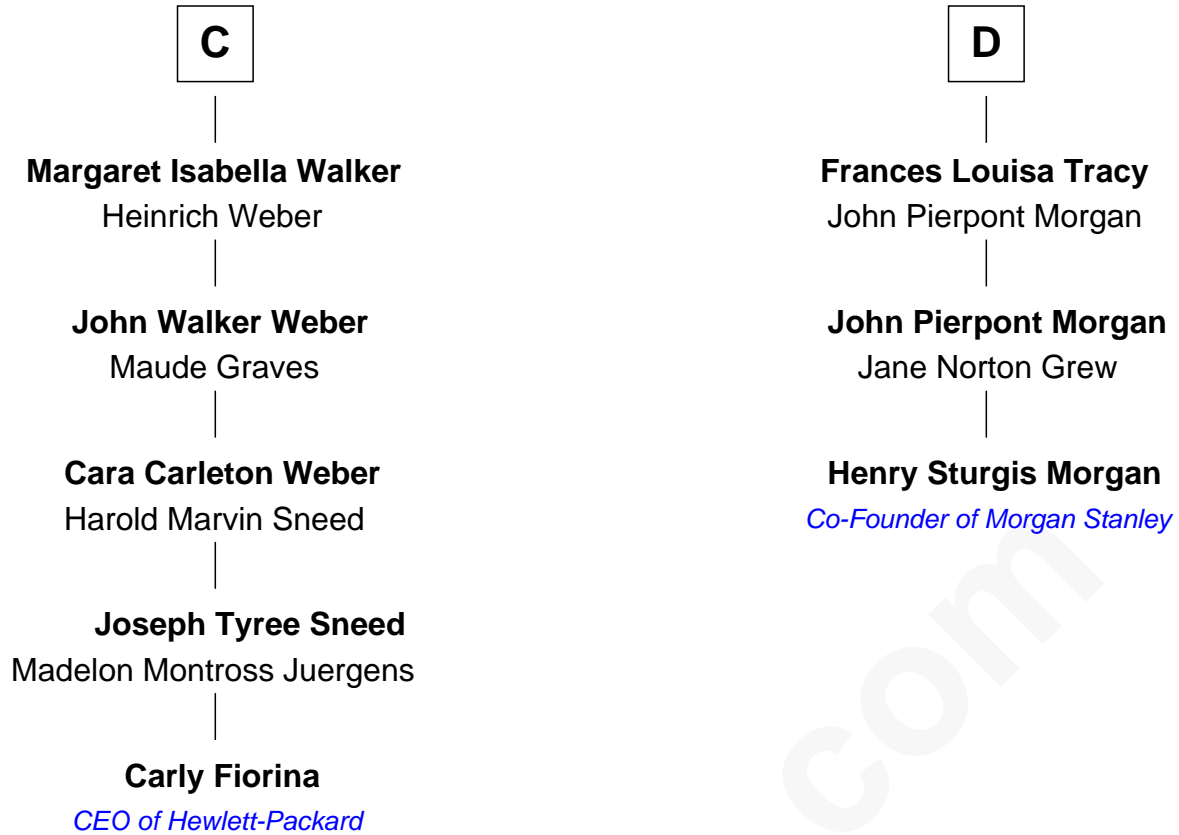 C
Margaret Isabella Walker
Heinrich Weber
John Walker Weber
Maude Graves
Cara Carleton Weber
Harold Marvin Sneed
Joseph Tyree Sneed
Madelon Montross Juergens
Carly Fiorina
CEO of Hewlett-Packard
D
Frances Louisa Tracy
John Pierpont Morgan
John Pierpont Morgan
Jane Norton Grew
Henry Sturgis Morgan
Co-Founder of Morgan Stanley
com